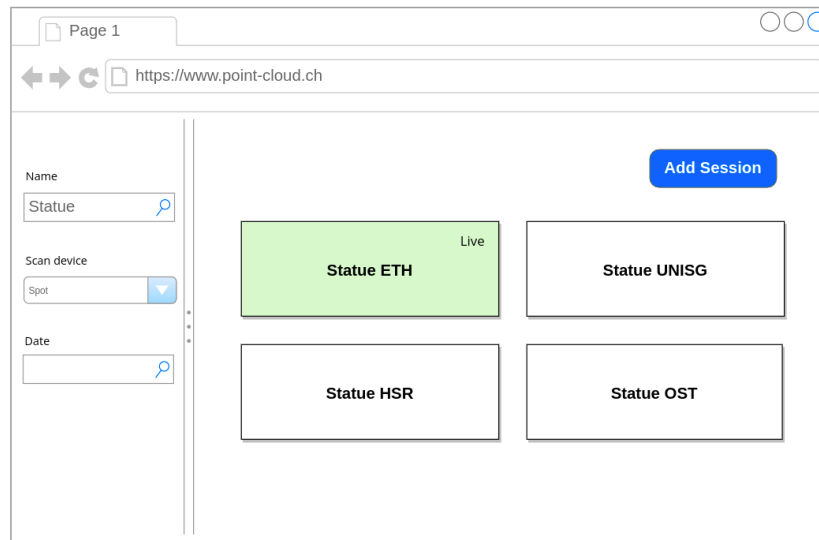 Page 1
https://www.point-cloud.ch
Name
Statue
Scan device
Spot
Date
Add Session
Live
Statue ETH
Statue UNISG
Statue HSR
Statue OST